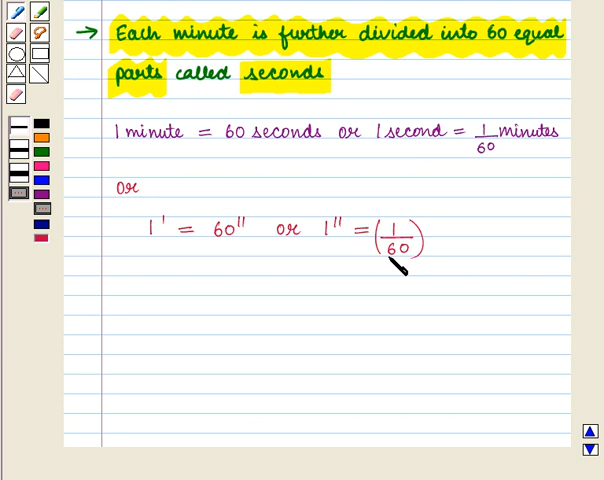 → Each minute is further divided into 60 equal
parts called seconds
1 minute = 60 seconds or 1 second = 1/60 minutes
or
1' = 60'' or 1'' = (1/60)